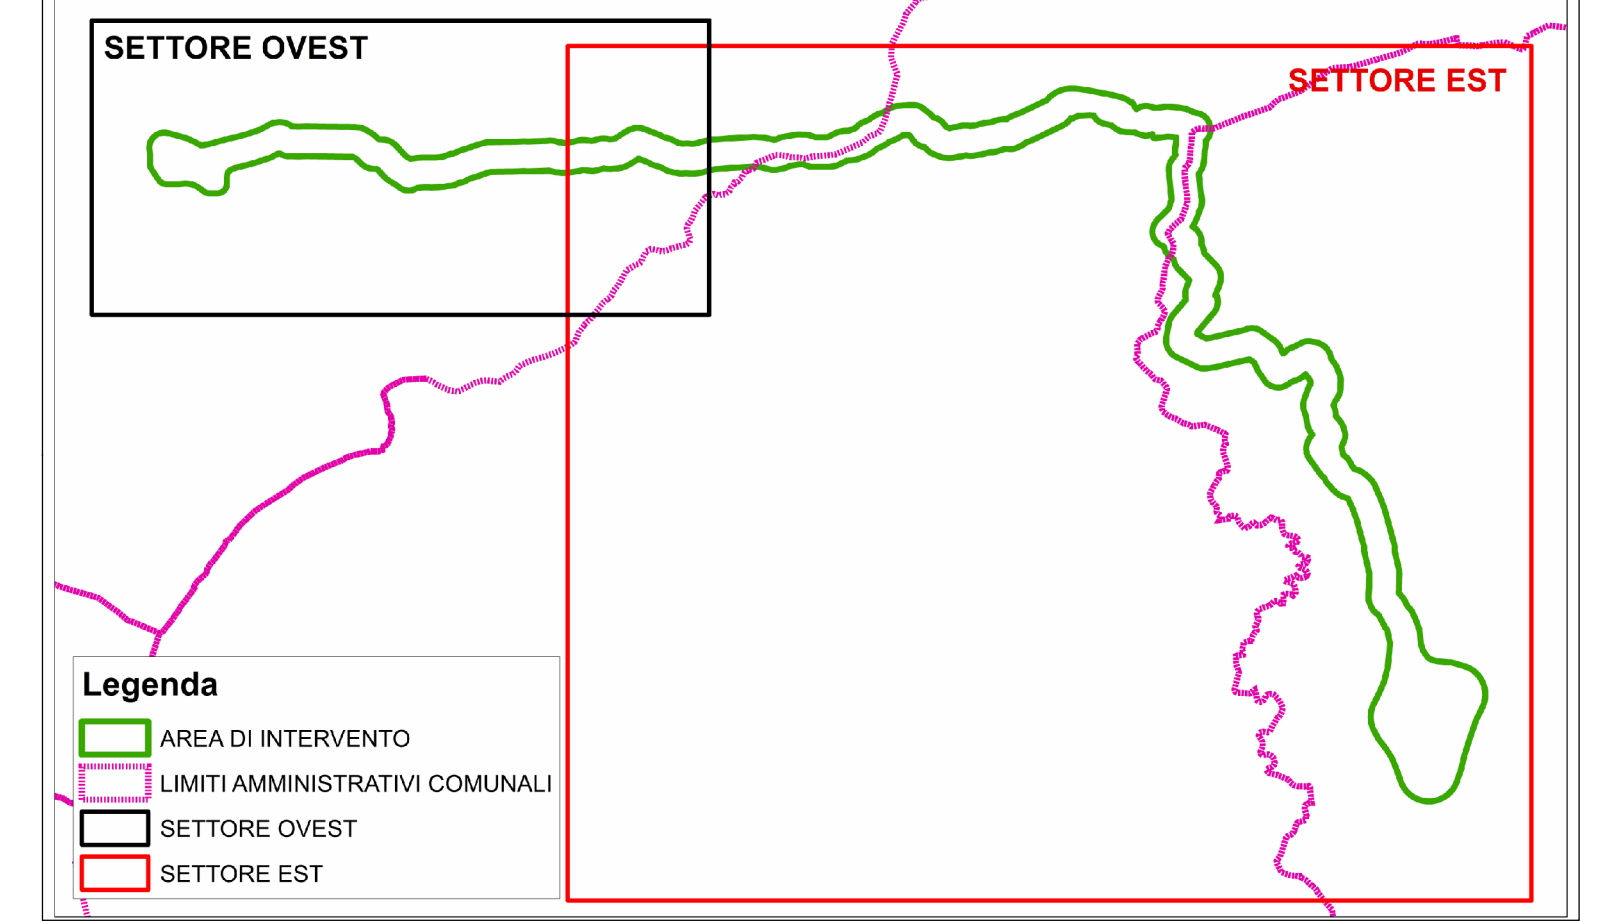 SETTORE OVEST
SETTORE EST
Legenda
AREA DI INTERVENTO
LIMITI AMMINISTRATIVI COMUNALI
SETTORE OVEST
SETTORE EST